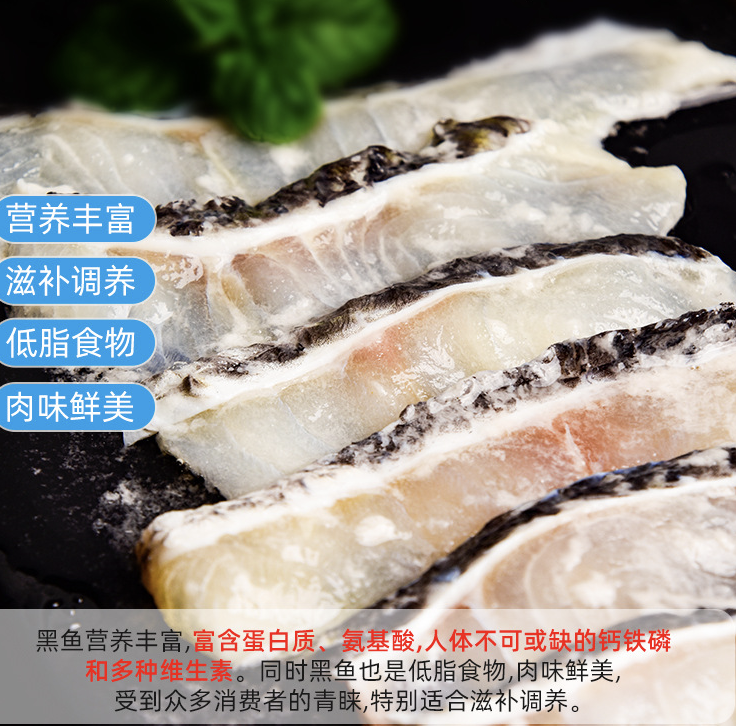 营养丰富
滋补调养
低脂食物
肉味鲜美
黑鱼营养丰富,富含蛋白质、氨基酸,人体不可或缺的钙铁磷
和多种维生素。同时黑鱼也是低脂食物,肉味鲜美,
受到众多消费者的青睐,特别适合滋补调养。